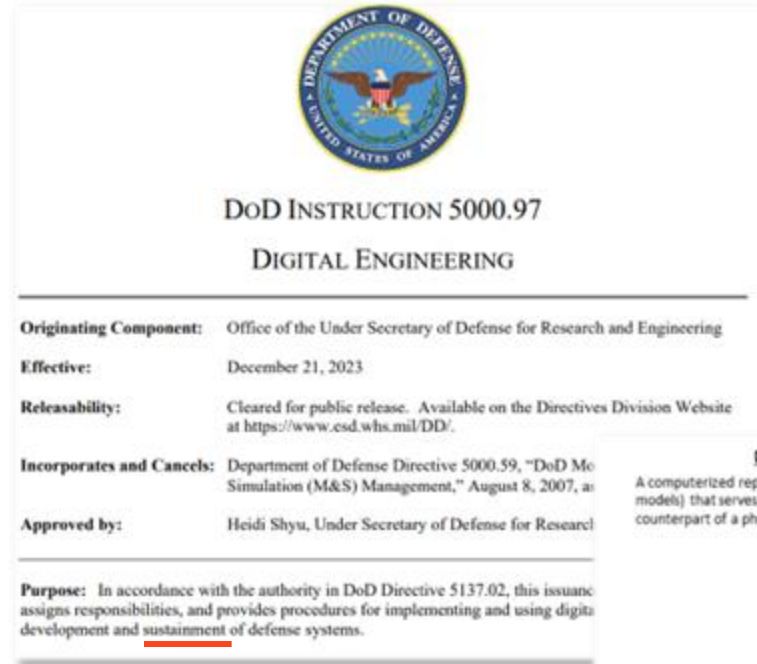 DEPARTMENT OF DEFENSE
UNITED STATES OF AMERICA
DOD INSTRUCTION 5000.97
DIGITAL ENGINEERING
Originating Component: Office of the Under Secretary of Defense for Research and Engineering
Effective: December 21, 2023
Releasability: Cleared for public release. Available on the Directives Division Website
at https://www.esd.whs.mil/DD/.
Incorporates and Cancels: Department of Defense Directive 5000.59, “DoD Mo
Simulation (M&S) Management,” August 8, 2007, a
Approved by: Heidi Shyu, Under Secretary of Defense for Research
A computerized rep
models) that serves
counterpart of a ph
Purpose: In accordance with the authority in DoD Directive 5137.02, this issuanc
assigns responsibilities, and provides procedures for implementing and using digita
development and sustainment of defense systems.